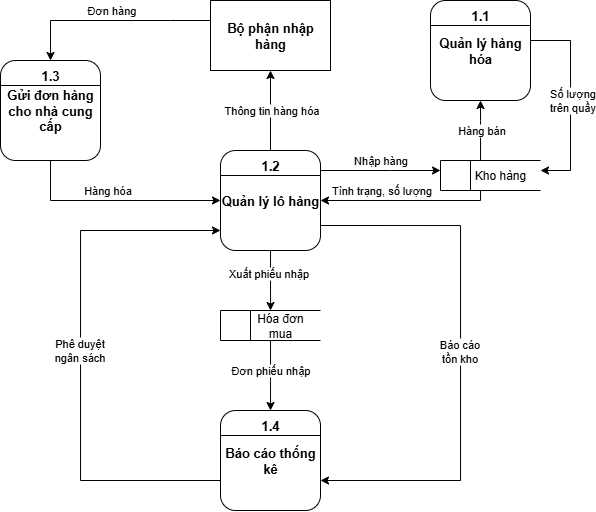 Đơn hàng
Bộ phận nhập
hàng
1.1
Quản lý hàng
hóa
1.3
Gửi đơn hàng
cho nhà cung
cấp
Số lượng
trên quầy
Thông tin hàng hóa
Hàng bán
1.2
Quản lý lô hàng
Nhập hàng
Kho hàng
Hàng hóa
Tình trạng, số lượng
Xuất phiếu nhập
Hóa đơn
mua
Phê duyệt
ngân sách
Báo cáo
tồn kho
Đơn phiếu nhập
1.4
Báo cáo thống
kê